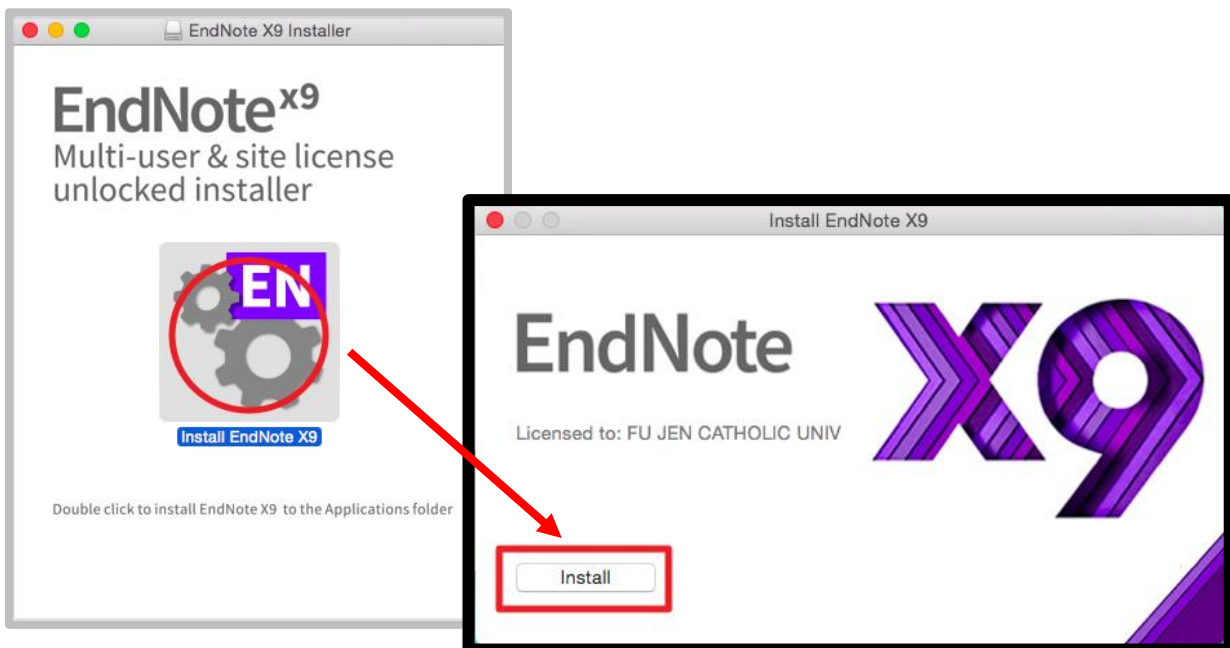 EndNote X9 Installer
EndNote x9
Multi-user & site license
unlocked installer
EN
Install EndNote X9
Double click to install EndNote X9 to the Applications folder
Install EndNote X9
EndNote X9
Licensed to: FU JEN CATHOLIC UNIV
Install